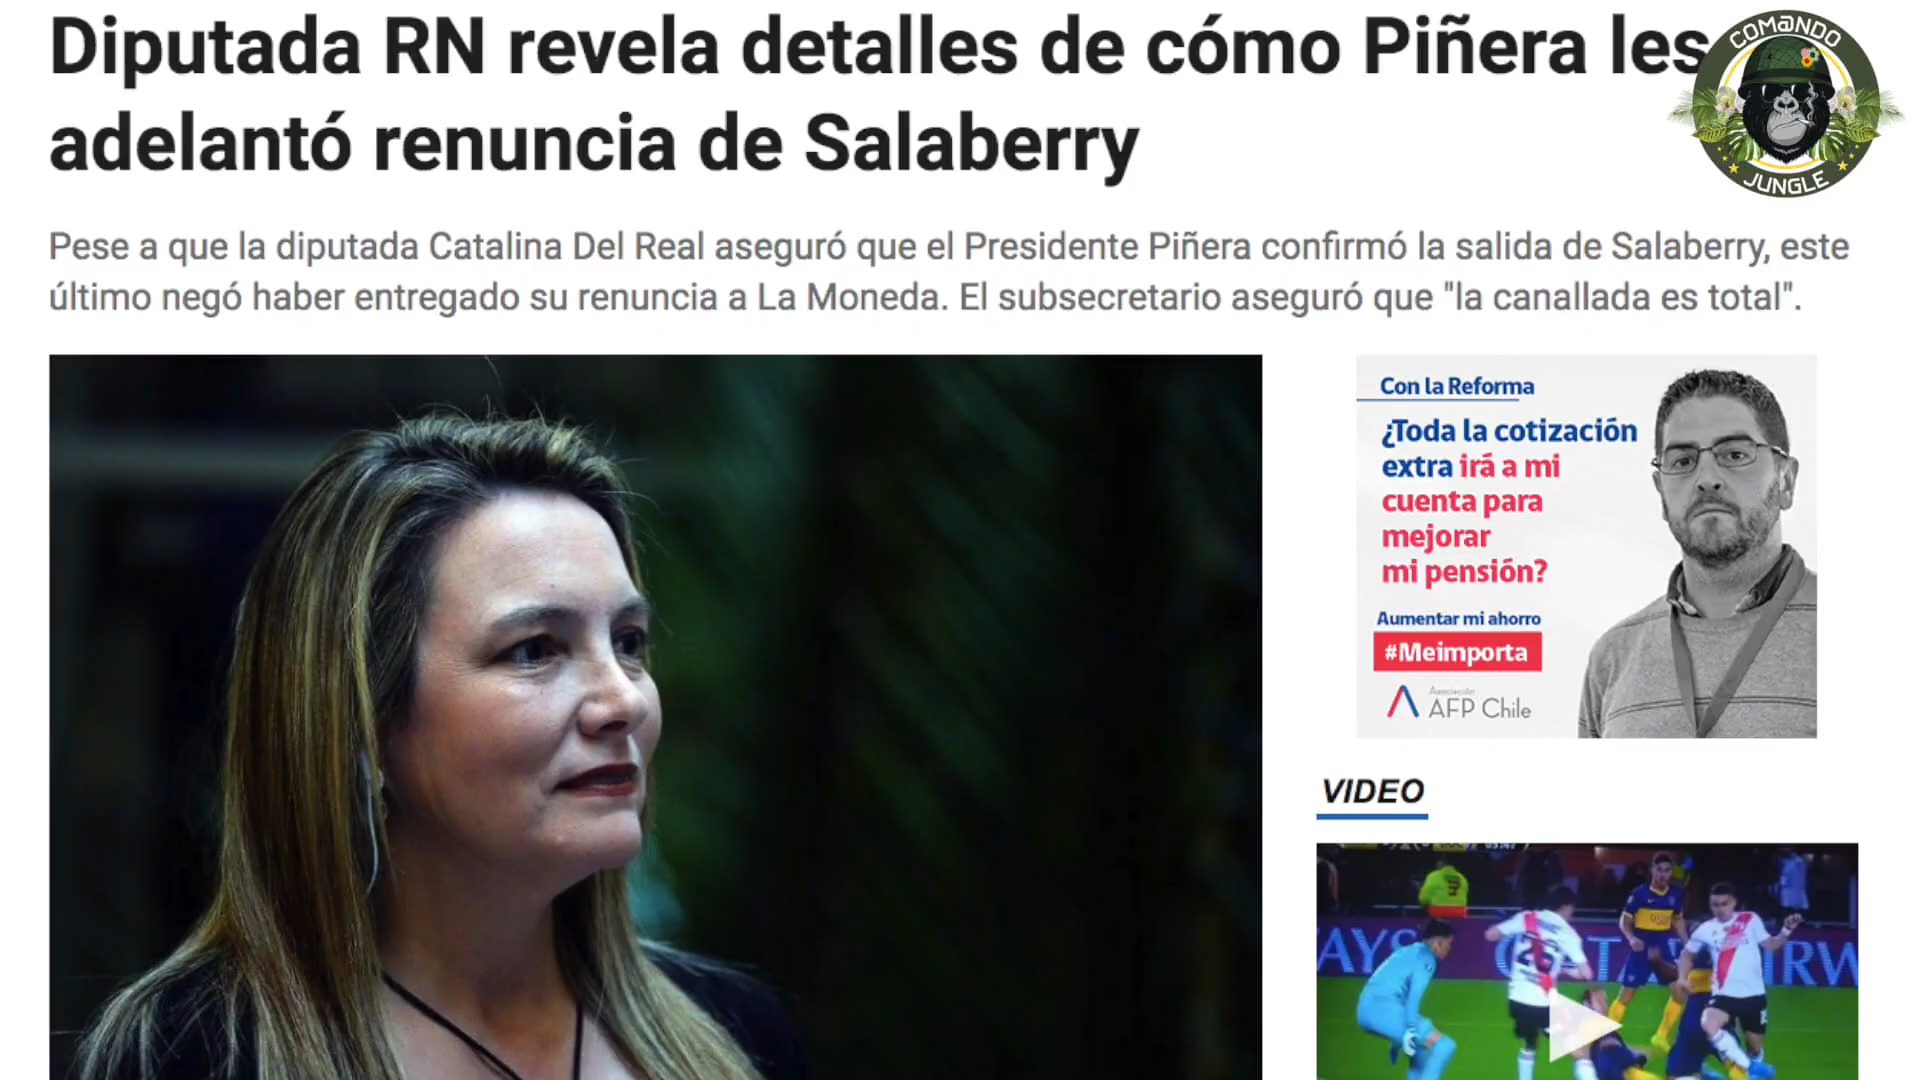 Diputada RN revela detalles de cómo Piñera les
adelantó renuncia de Salaberry
COM@NDO
JUNGLE
Pese a que la diputada Catalina Del Real aseguró que el Presidente Piñera confirmó la salida de Salaberry, este
último negó haber entregado su renuncia a La Moneda. El subsecretario aseguró que "la canallada es total".
Con la Reforma
¿Toda la cotización
extra irá a mi
cuenta para
mejorar
mi pensión?
Aumentar mi ahorro
#Meimporta
Asociación
AFP Chile
VIDEO